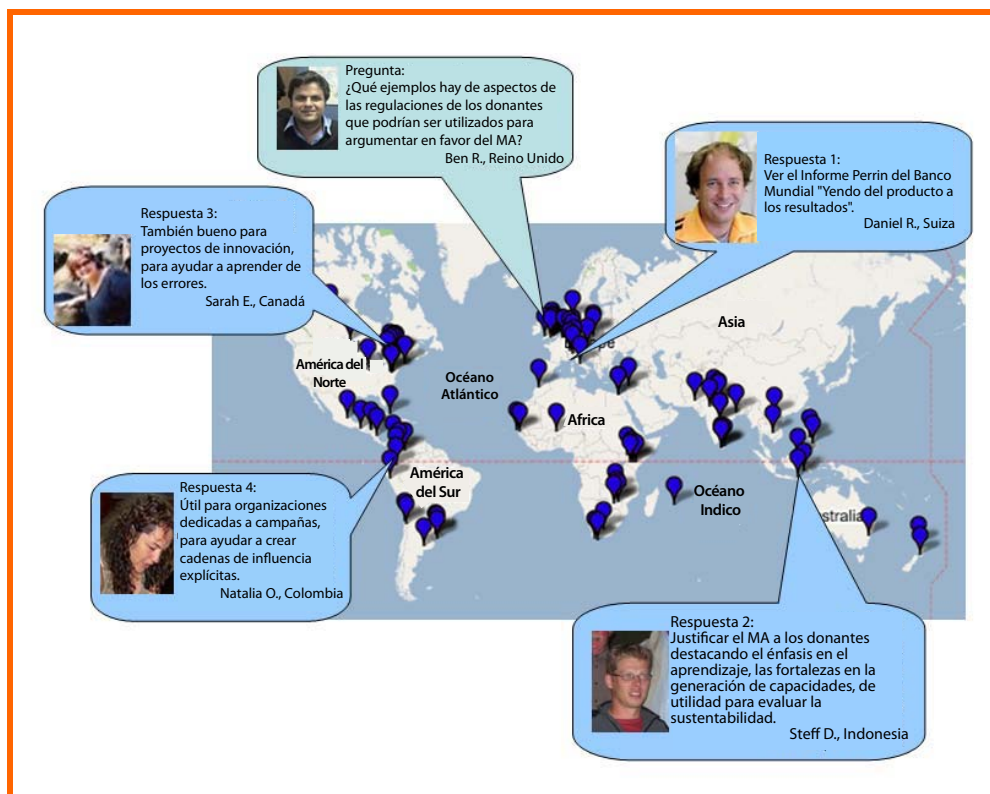 Pregunta:
¿Qué ejemplos hay de aspectos de
las regulaciones de los donantes
que podrían ser utilizados para
argumentar en favor del MA?
Ben R., Reino Unido
Respuesta 1:
Ver el Informe Perrin del Banco
Mundial "Yendo del producto a
los resultados".
Daniel R., Suiza
Respuesta 3:
También bueno para
proyectos de innovación,
para ayudar a aprender de
los errores.
Sarah E., Canadá
Asia
América del
Norte
Océano
Atlántico
Africa
América
del Sur
Océano
Indico
Respuesta 4:
Útil para organizaciones
dedicadas a campañas,
para ayudar a crear
cadenas de influencia
explícitas.
Natalia O., Colombia
Respuesta 2:
Justificar el MA a los donantes
destacando el énfasis en el
aprendizaje, las fortalezas en la
generación de capacidades, de
utilidad para evaluar la
sustentabilidad.
Steff D., Indonesia